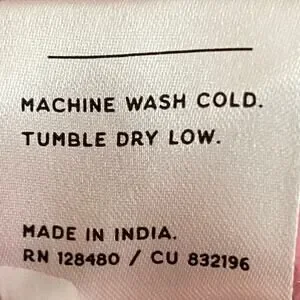 MACHINE WASH COLD.
TUMBLE DRY LOW.
MADE IN INDIA.
RN 128480 / CU 832196